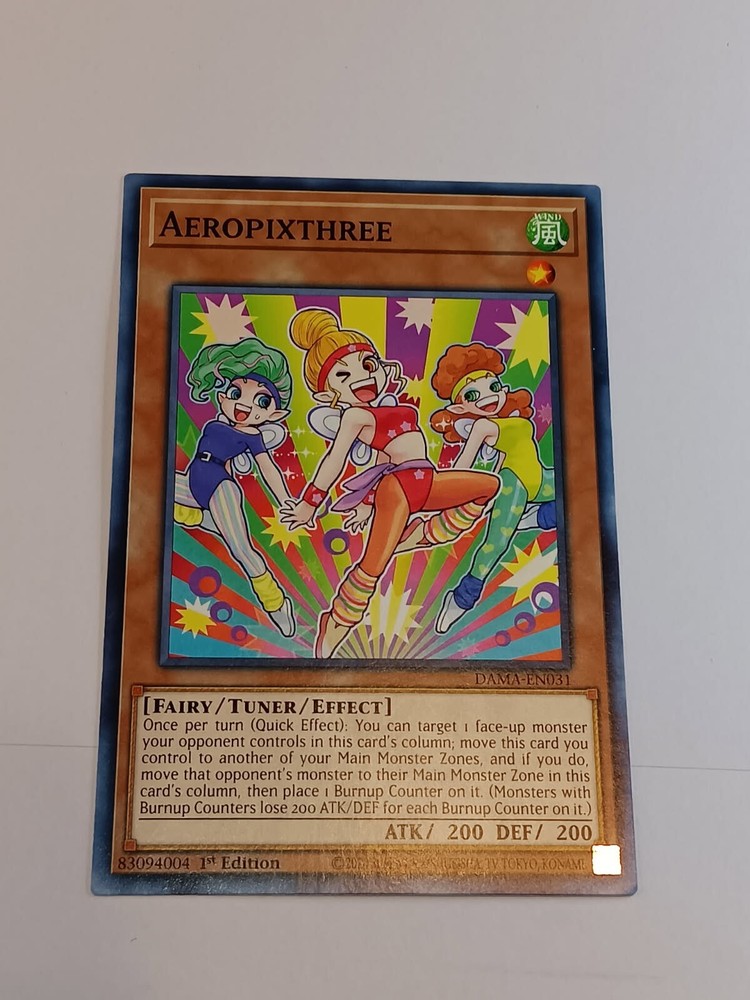 AEROPIXTHREE
WIND
風
DAMA-EN031
[FAIRY/TUNER/EFFECT]
Once per turn (Quick Effect): You can target 1 face-up monster
your opponent controls in this card's column; move this card you
control to another of your Main Monster Zones, and if you do,
move that opponent's monster to their Main Monster Zone in this
card's column, then place 1 Burnup Counter on it. (Monsters with
Burnup Counters lose 200 ATK/DEF for each Burnup Counter on it.)
ATK/ 200 DEF/ 200
83094004 1st Edition
TV TOKYO, KONAMI